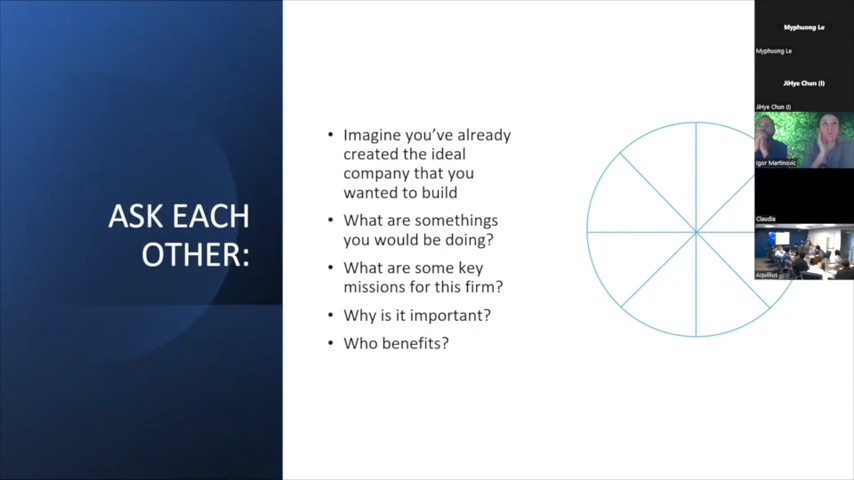 ASK EACH
OTHER:
• Imagine you've already
created the ideal
company that you
wanted to build
• What are somethings
you would be doing?
• What are some key
missions for this firm?
• Why is it important?
• Who benefits?
Myphuong Le
Myphuong Le
JiHye Chun (I)
JiHye Chun (I)
Igor Martinovic
Claudia
Aquillius